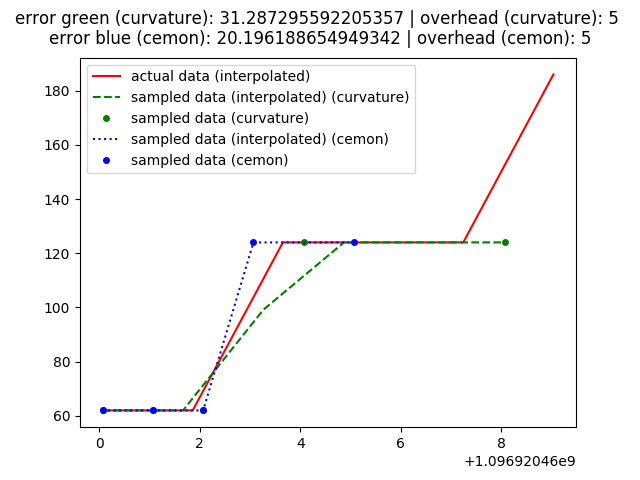 error green (curvature): 31.287295592205357 | overhead (curvature): 5
error blue (cemon): 20.196188654949342 | overhead (cemon): 5
actual data (interpolated)
sampled data (interpolated) (curvature)
sampled data (curvature)
sampled data (interpolated) (cemon)
sampled data (cemon)
180
160
140
120
100
80
60
0 2 4 6 8
+1.09692046e9